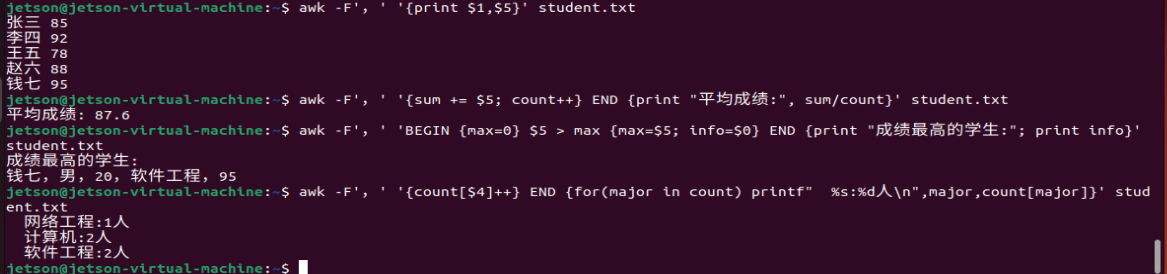 jetson@jetson-virtual-machine:~$ awk -F', ' '{print $1,$5}' student.txt
张三 85
李四 92
王五 78
赵六 88
钱七 95
jetson@jetson-virtual-machine:~$ awk -F', ' '{sum += $5; count++} END {print "平均成绩:", sum/count}' student.txt
平均成绩: 87.6
jetson@jetson-virtual-machine:~$ awk -F', ' 'BEGIN {max=0} $5 > max {max=$5; info=$0} END {print "成绩最高的学生:"; print info}'
student.txt
成绩最高的学生:
钱七，男，20，软件工程，95
jetson@jetson-virtual-machine:~$ awk -F', ' '{count[$4]++} END {for(major in count) printf"  %s:%d人\n",major,count[major]}' stud
ent.txt
  网络工程:1人
  计算机:2人
  软件工程:2人
jetson@jetson-virtual-machine:~$